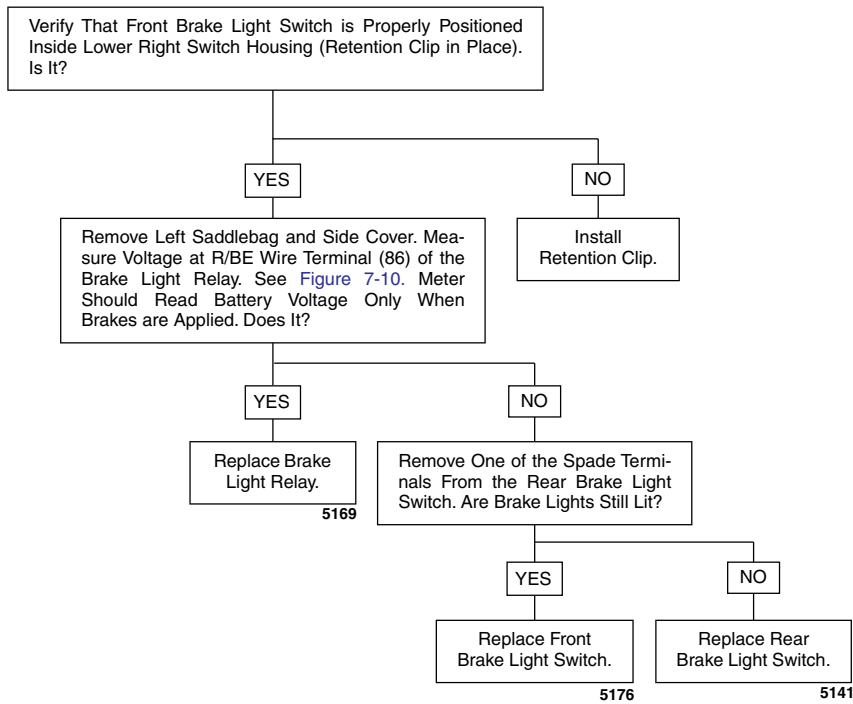 Verify That Front Brake Light Switch is Properly Positioned
Inside Lower Right Switch Housing (Retention Clip in Place).
Is It?
YES
NO
Remove Left Saddlebag and Side Cover. Mea-
sure Voltage at R/BE Wire Terminal (86) of the
Brake Light Relay. See Figure 7-10. Meter
Should Read Battery Voltage Only When
Brakes are Applied. Does It?
Install
Retention Clip.
YES
NO
Replace Brake
Light Relay.
5169
Remove One of the Spade Termi-
nals From the Rear Brake Light
Switch. Are Brake Lights Still Lit?
YES
NO
Replace Front
Brake Light Switch.
5176
Replace Rear
Brake Light Switch.
5141